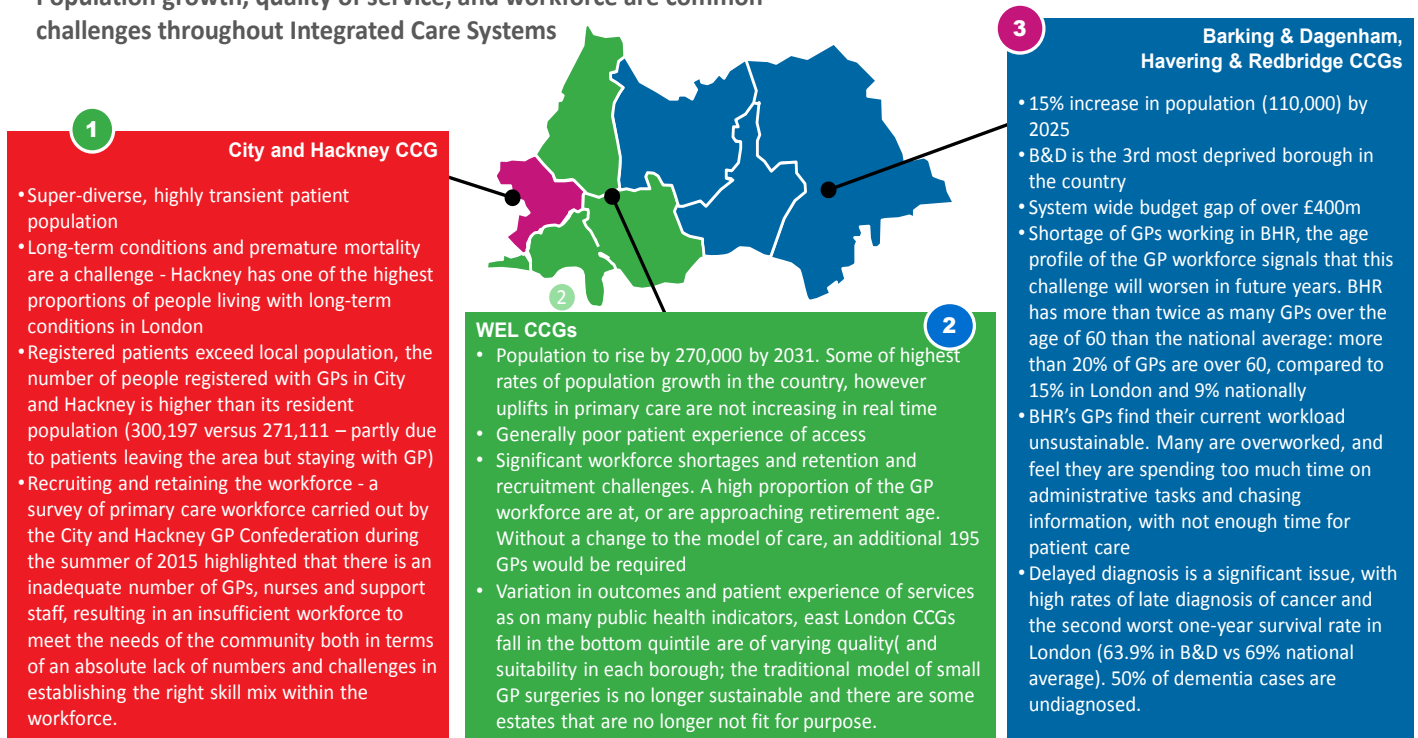 Population growth, quality of service, and workforce are common
challenges throughout Integrated Care Systems
1
City and Hackney CCG
•Super-diverse, highly transient patient
population
•Long-term conditions and premature mortality
are a challenge - Hackney has one of the highest
proportions of people living with long-term
conditions in London
•Registered patients exceed local population, the
number of people registered with GPs in City
and Hackney is higher than its resident
population (300,197 versus 271,111 – partly due
to patients leaving the area but staying with GP)
•Recruiting and retaining the workforce - a
survey of primary care workforce carried out by
the City and Hackney GP Confederation during
the summer of 2015 highlighted that there is an
inadequate number of GPs, nurses and support
staff, resulting in an insufficient workforce to
meet the needs of the community both in terms
of an absolute lack of numbers and challenges in
establishing the right skill mix within the
workforce.
2
WEL CCGs
2
• Population to rise by 270,000 by 2031. Some of highest
rates of population growth in the country, however
uplifts in primary care are not increasing in real time
• Generally poor patient experience of access
• Significant workforce shortages and retention and
recruitment challenges. A high proportion of the GP
workforce are at, or are approaching retirement age.
Without a change to the model of care, an additional 195
GPs would be required
• Variation in outcomes and patient experience of services
as on many public health indicators, east London CCGs
fall in the bottom quintile are of varying quality( and
suitability in each borough; the traditional model of small
GP surgeries is no longer sustainable and there are some
estates that are no longer not fit for purpose.
3
Barking & Dagenham,
Havering & Redbridge CCGs
•15% increase in population (110,000) by
2025
•B&D is the 3rd most deprived borough in
the country
•System wide budget gap of over £400m
•Shortage of GPs working in BHR, the age
profile of the GP workforce signals that this
challenge will worsen in future years. BHR
has more than twice as many GPs over the
age of 60 than the national average: more
than 20% of GPs are over 60, compared to
15% in London and 9% nationally
•BHR’s GPs find their current workload
unsustainable. Many are overworked, and
feel they are spending too much time on
administrative tasks and chasing
information, with not enough time for
patient care
•Delayed diagnosis is a significant issue, with
high rates of late diagnosis of cancer and
the second worst one-year survival rate in
London (63.9% in B&D vs 69% national
average). 50% of dementia cases are
undiagnosed.